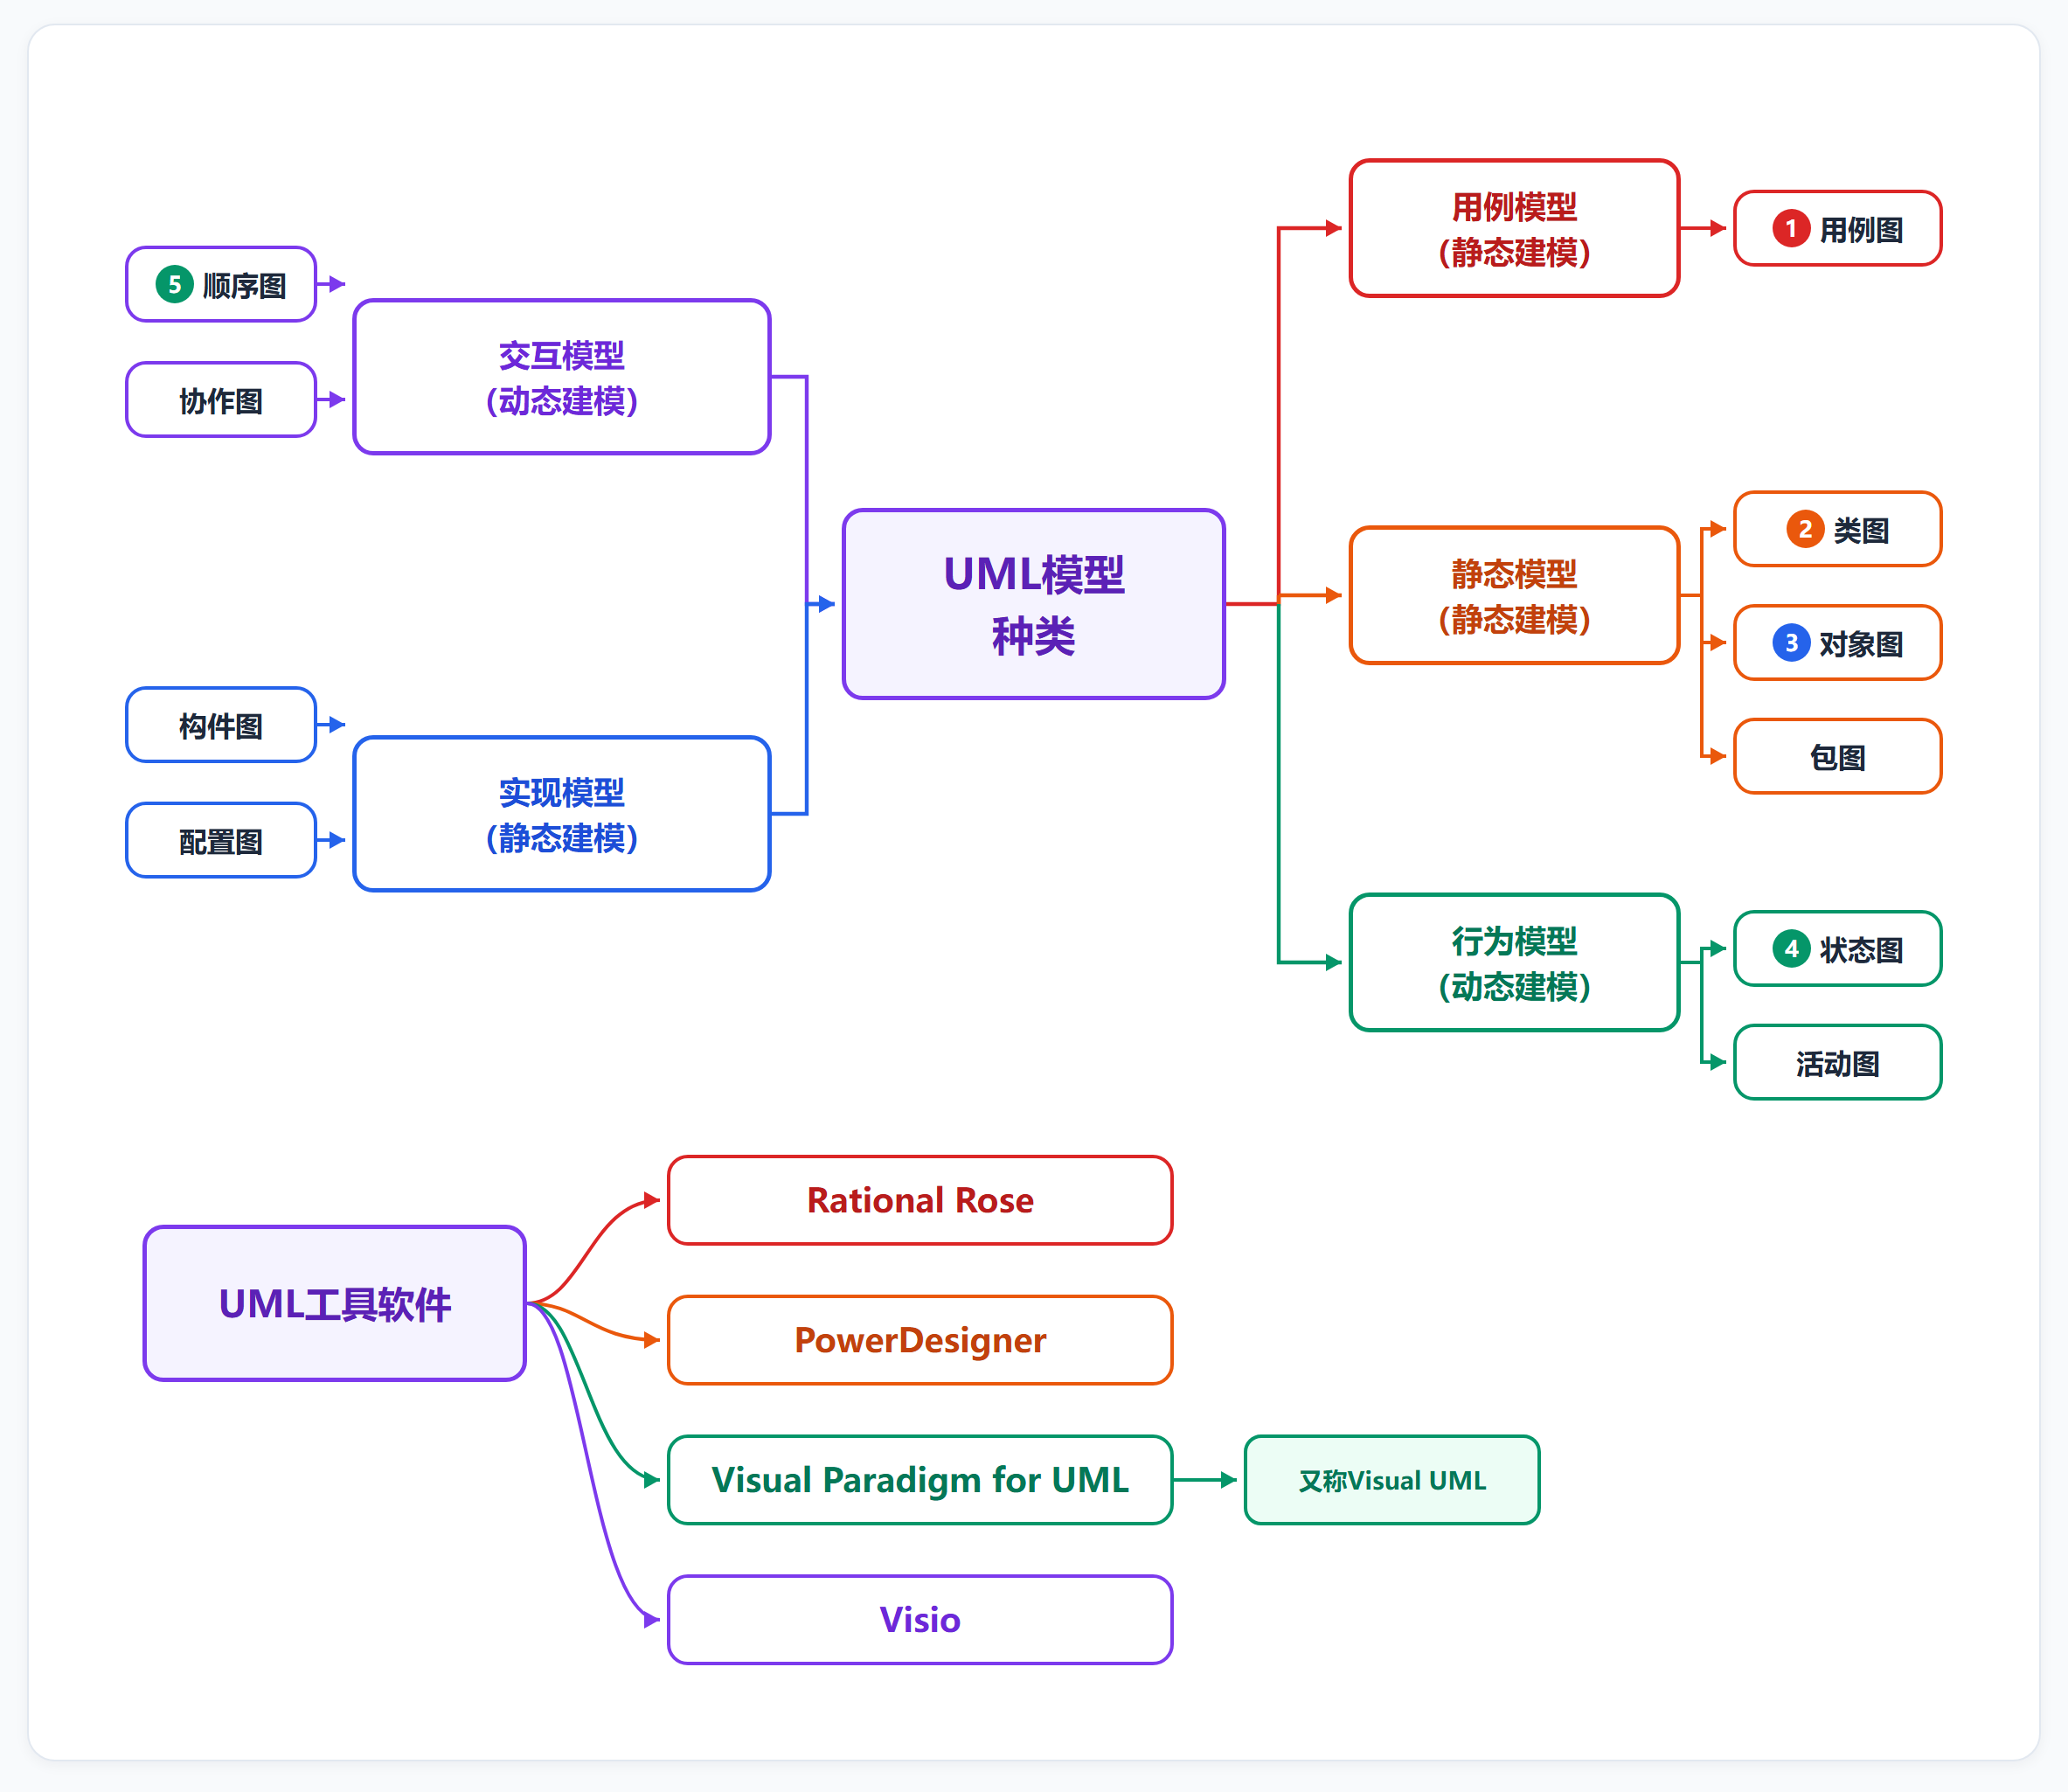 用例模型
(静态建模)
1 用例图
5 顺序图
交互模型
(动态建模)
协作图
2 类图
UML模型
种类
静态模型
(静态建模)
3 对象图
构件图
包图
实现模型
(静态建模)
配置图
行为模型
(动态建模)
4 状态图
活动图
Rational Rose
UML工具软件
PowerDesigner
Visual Paradigm for UML
又称Visual UML
Visio